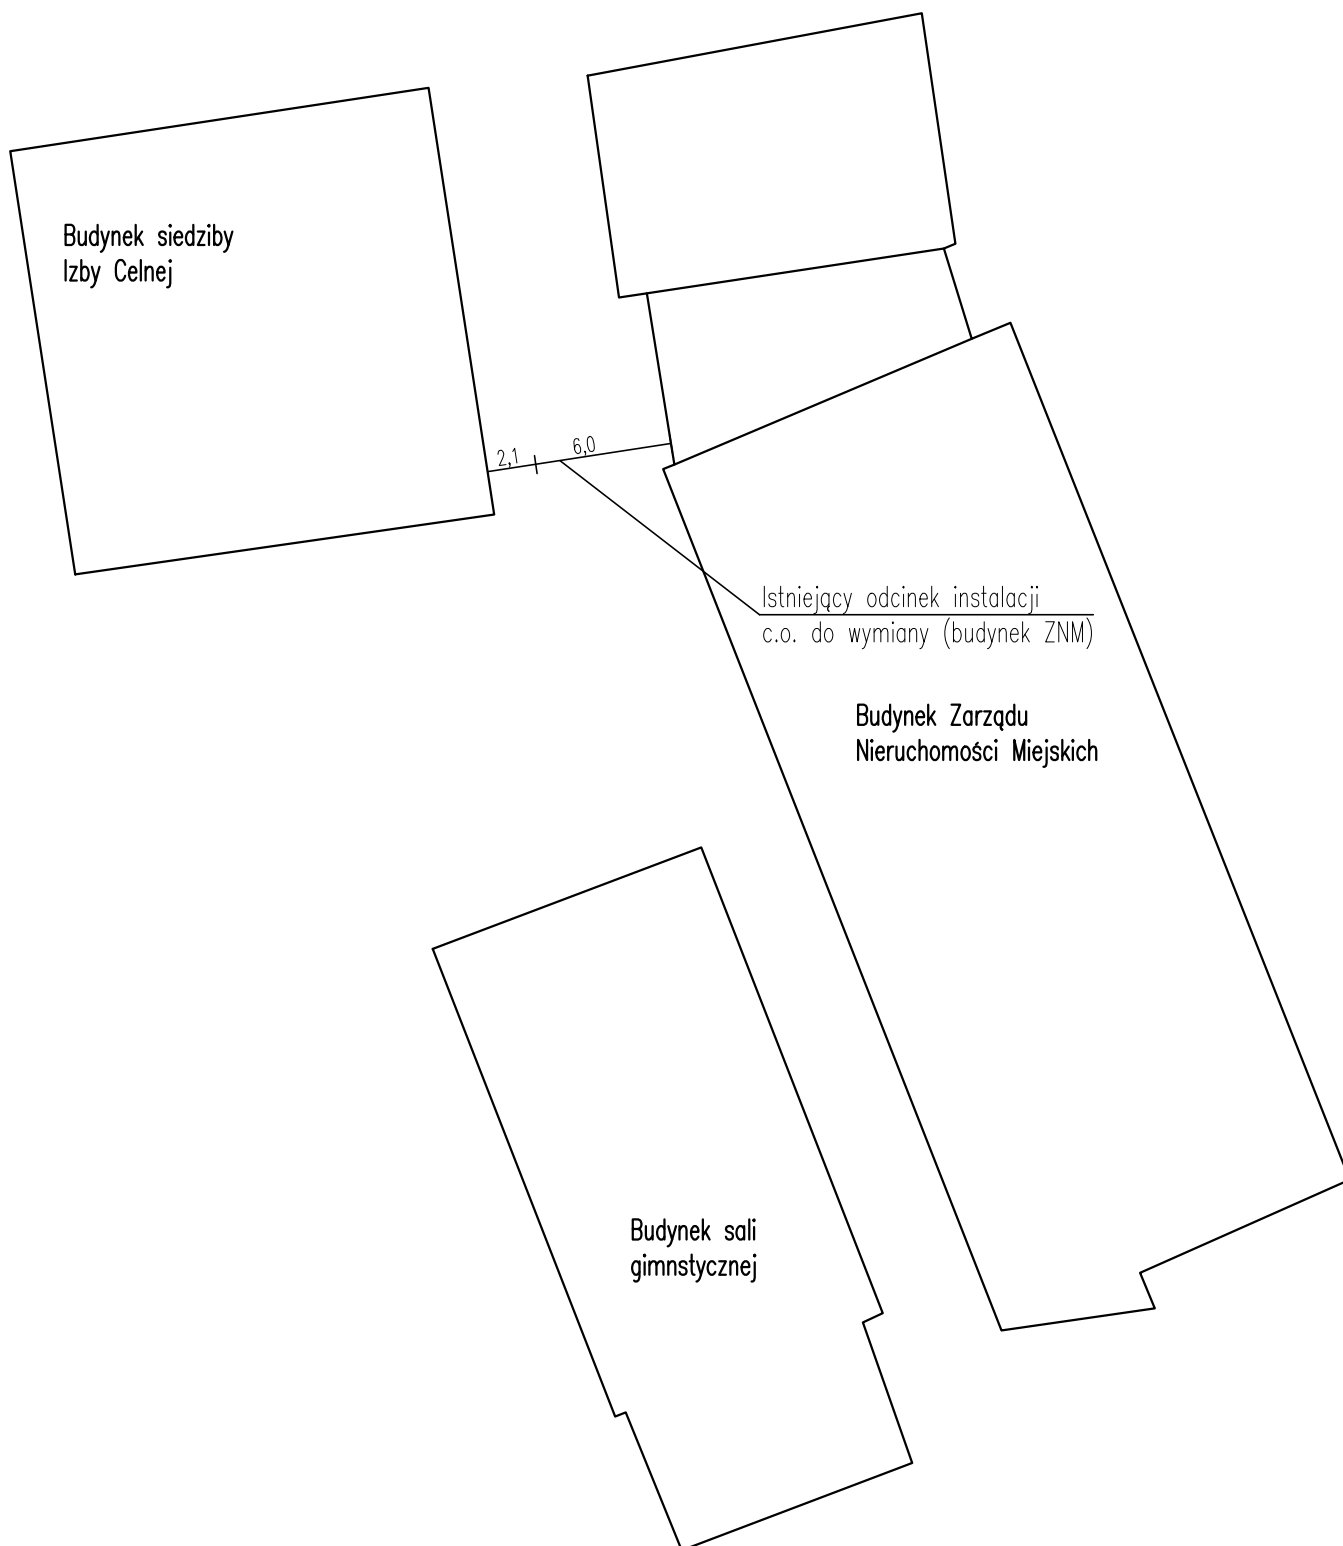 Budynek siedziby
Izby Celnej
2,1
6,0
Istniejący odcinek instalacji
c.o. do wymiany (budynek ZNM)
Budynek Zarządu
Nieruchomości Miejskich
Budynek sali
gimnstycznej